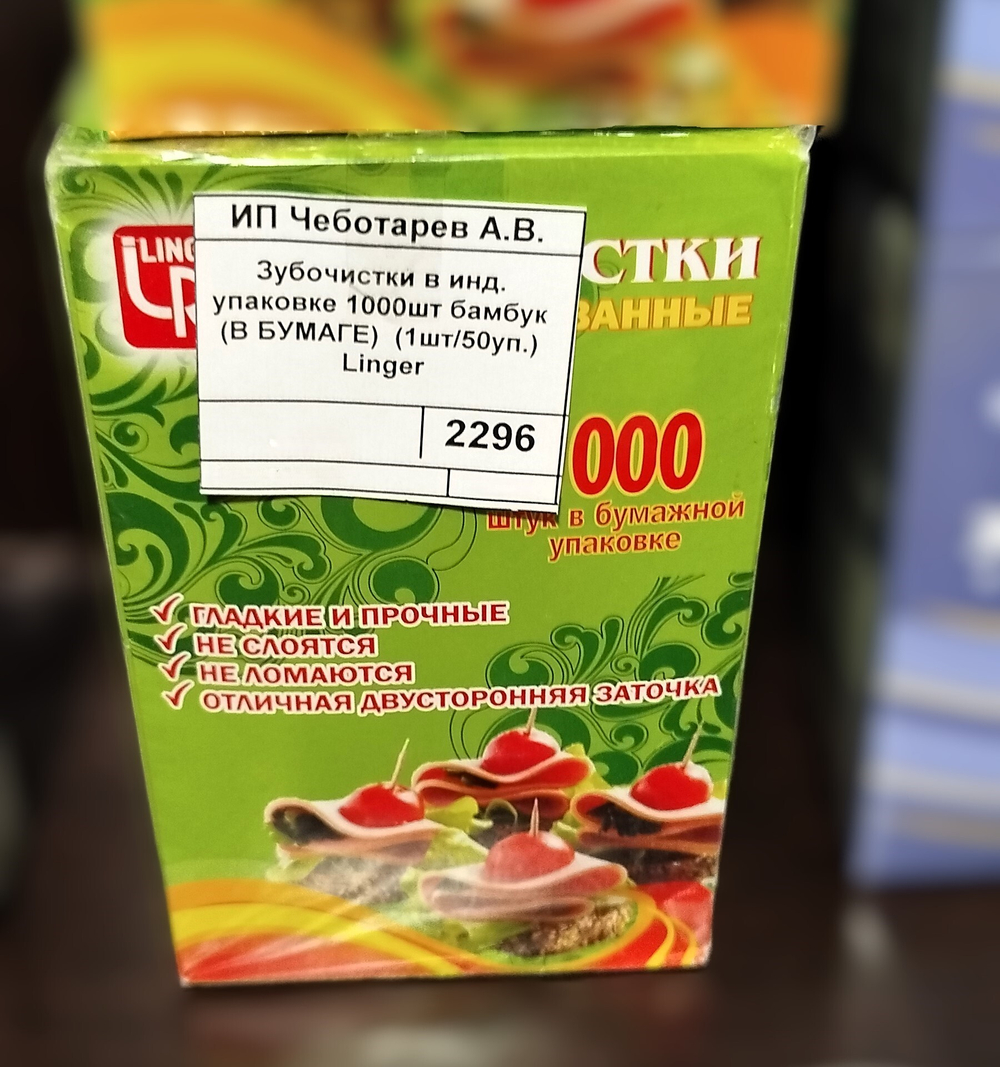 ИП Чеботарев А.В.
Зубочистки в инд.
упаковке 1000шт бамбук
(В БУМАГЕ) (1шт/50уп.)
Linger
2296
LING
СТКИ
ВАННЫЕ
000
штук в бумажной
упаковке
✓ ГЛАДКИЕ И ПРОЧНЫЕ
✓ НЕ СЛОЯТСЯ
✓ НЕ ЛОМАЮТСЯ
✓ ОТЛИЧНАЯ ДВУСТОРОННЯЯ ЗАТОЧКА